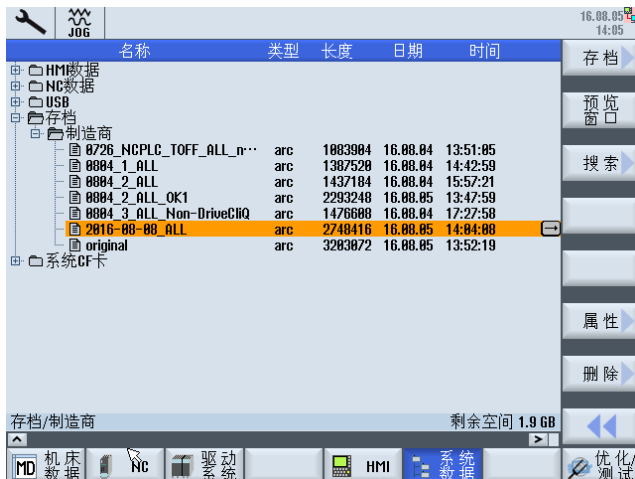 JOG
16.08.05
14:05
名称 类型 长度 日期 时间
HMI数据
NC数据
USB
存档
制造商
0726_NCPLC_TOFF_ALL_n··· arc 1083904 16.08.04 13:51:05
0804_1_ALL arc 1387520 16.08.04 14:42:59
0804_2_ALL arc 1437184 16.08.04 15:57:21
0804_2_ALL_OK1 arc 2293248 16.08.05 13:47:59
0804_3_ALL_Non-DriveCliQ arc 1476608 16.08.04 17:27:58
2016-08-08_ALL arc 2748416 16.08.05 14:04:08
original arc 3203072 16.08.05 13:52:19
系统CF卡
存档/制造商 剩余空间 1.9 GB
存档
预览
窗口
搜索
属性
删除
MD 机床
数据
NC
驱动
系统
HMI
系统
数据
优化/
测试